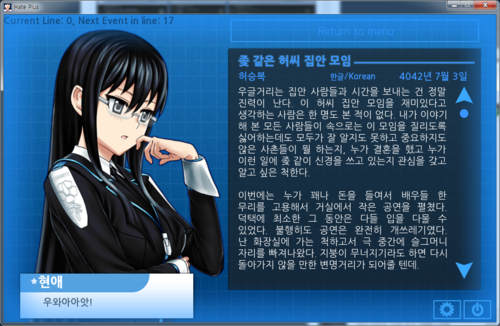 Hate Plus
Current Line: 0, Next Event in line: 17
Return to menu
좆 같은 허씨 집안 모임
허승복 한글/Korean 4042년 7월 3일
우글거리는 집안 사람들과 시간을 보내는 건 정말
진력이 난다. 이 허씨 집안 모임을 재미있다고
생각하는 사람은 한 명도 본 적이 없다. 내가 이야기
해 본 모든 사람들이 속으로는 이 모임을 질리도록
싫어하는데도 모두가 잘 알지도 못하고 중요하지도
않은 사촌들이 뭘 하는지, 누가 결혼을 했고 누가
이런 일에 좆 같이 신경을 쓰고 있는지 관심을 갖고
알고 싶은 척한다.
이번에는 누가 꽤나 돈을 들여서 배우들 한
무리를 고용해서 거실에서 작은 공연을 펼쳤다.
덕택에 최소한 그 동안은 다들 입을 다물 수
있었다. 불행히도 공연은 완전히 개쓰레기였다.
난 화장실에 가는 척하고서 극 중간에 슬그머니
자리를 빠져나왔다. 지붕이 무너지기라도 하면 다시
돌아가지 않을 만한 변명거리가 되어줄 텐데.
*현애
우와아아앗!